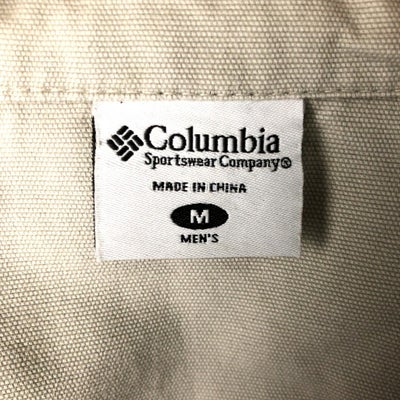 Columbia
Sportswear Company®
MADE IN CHINA
M
MEN'S